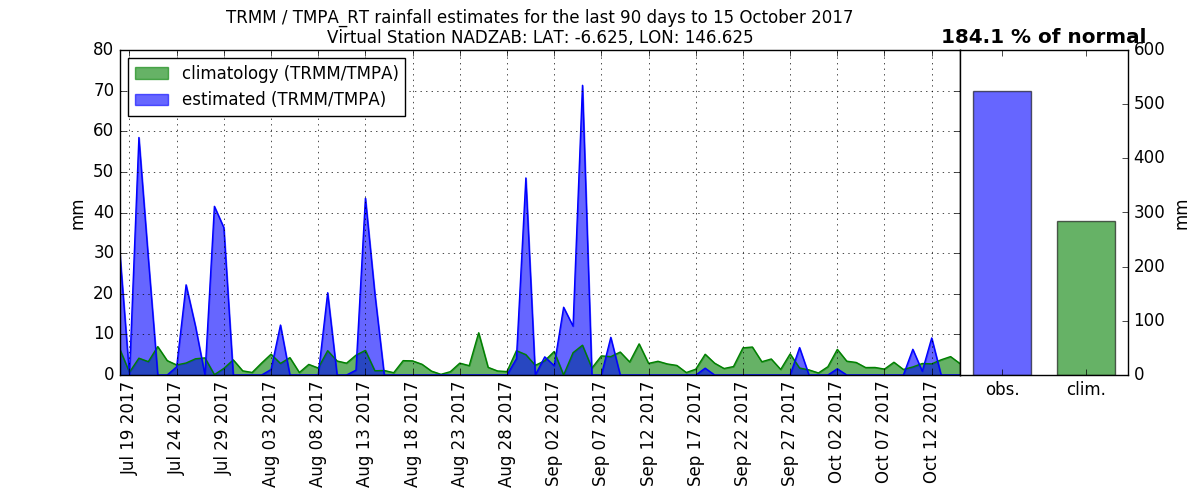 TRMM / TMPA_RT rainfall estimates for the last 90 days to 15 October 2017
Virtual Station NADZAB: LAT: -6.625, LON: 146.625
184.1 % of normal
climatology (TRMM/TMPA)
estimated (TRMM/TMPA)
mm
80
70
60
50
40
30
20
10
0
Jul 19 2017
Jul 24 2017
Jul 29 2017
Aug 03 2017
Aug 08 2017
Aug 13 2017
Aug 18 2017
Aug 23 2017
Aug 28 2017
Sep 02 2017
Sep 07 2017
Sep 12 2017
Sep 17 2017
Sep 22 2017
Sep 27 2017
Oct 02 2017
Oct 07 2017
Oct 12 2017
obs.
clim.
600
500
400
300
200
100
0
mm